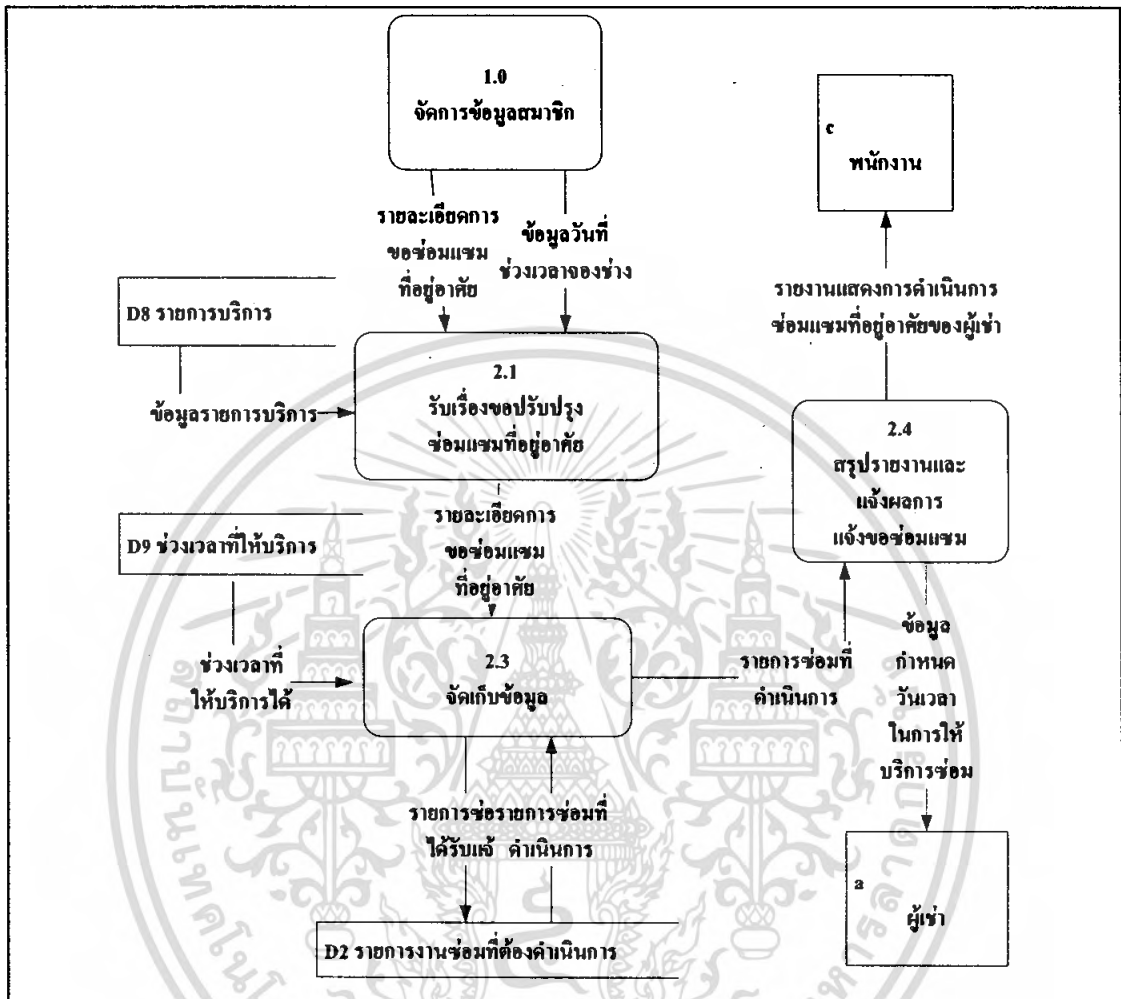 1.0
จัดการข้อมูลสมาชิก
c
พนักงาน
รายละเอียดการ
ขอซ่อมแซม
ที่อยู่อาศัย
ข้อมูลวันที่
ช่วงเวลาจองช่าง
รายงานแสดงการดำเนินการ
ซ่อมแซมที่อยู่อาศัยของผู้เช่า
D8 รายการบริการ
ข้อมูลรายการบริการ
2.1
รับเรื่องขอปรับปรุง
ซ่อมแซมที่อยู่อาศัย
2.4
สรุปรายงานและ
แจ้งผลการ
แจ้งขอซ่อมแซม
รายละเอียดการ
ขอซ่อมแซม
ที่อยู่อาศัย
D9 ช่วงเวลาที่ให้บริการ
ช่วงเวลาที่
ให้บริการได้
2.3
จัดเก็บข้อมูล
รายการซ่อมที่
ดำเนินการ
ข้อมูล
กำหนด
วันเวลา
ในการให้
บริการซ่อม
รายการซ่อรายการซ่อมที่
ได้รับแจ้ ดำเนินการ
D2 รายการงานซ่อมที่ต้องดำเนินการ
a
ผู้เช่า